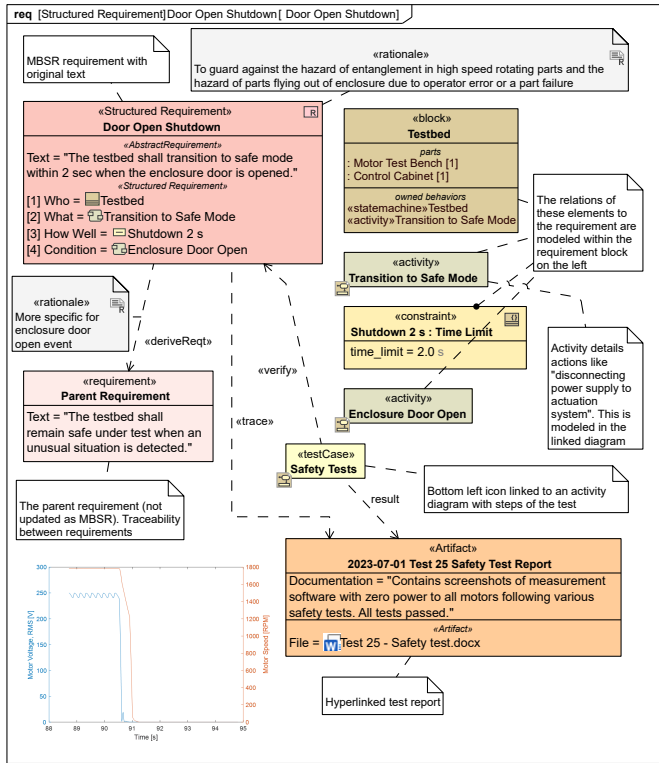 req [Structured Requirement]Door Open Shutdown[ Door Open Shutdown]
MBSR requirement with
original text
«rationale»
R
To guard against the hazard of entanglement in high speed rotating parts and the
hazard of parts flying out of enclosure due to operator error or a part failure
«Structured Requirement»
R
Door Open Shutdown
«AbstractRequirement»
Text = "The testbed shall transition to safe mode
within 2 sec when the enclosure door is opened."
«Structured Requirement»
[1] Who = Testbed
[2] What = Transition to Safe Mode
[3] How Well = Shutdown 2 s
[4] Condition = Enclosure Door Open
«block»
Testbed
parts
: Motor Test Bench [1]
: Control Cabinet [1]
owned behaviors
«statemachine»Testbed
«activity»Transition to Safe Mode
The relations of
these elements to
the requirement are
modeled within the
requirement block
on the left
«activity»
Transition to Safe Mode
«constraint»
{}
Shutdown 2 s : Time Limit
time_limit = 2.0 s
«activity»
Enclosure Door Open
Activity details
actions like
"disconnecting
power supply to
actuation
system". This is
modeled in the
linked diagram
«rationale»
R
More specific for
enclosure door
open event
«deriveReqt»
«verify»
«trace»
«requirement»
Parent Requirement
Text = "The testbed shall
remain safe under test when an
unusual situation is detected."
«testCase»
Safety Tests
result
Bottom left icon linked to an activity
diagram with steps of the test
The parent requirement (not
updated as MBSR). Traceability
between requirements
«Artifact»
2023-07-01 Test 25 Safety Test Report
Documentation = "Contains screenshots of measurement
software with zero power to all motors following various
safety tests. All tests passed."
«Artifact»
File = W Test 25 - Safety test.docx
Hyperlinked test report
Motor Voltage, RMS [V]
300
250
200
150
100
50
0
Motor Speed [RPM]
1800
1600
1400
1200
1000
800
600
400
200
0
88 89 90 91 92 93 94 95
Time [s]